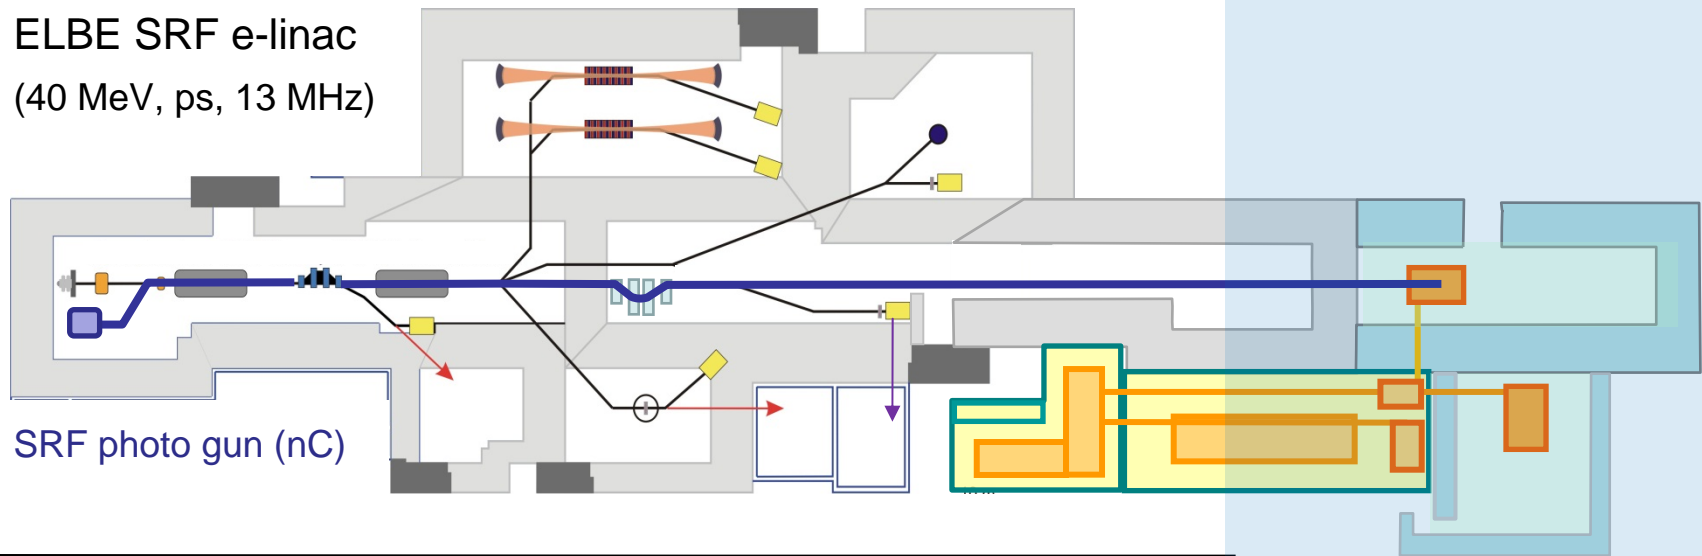 ELBE SRF e-linac
(40 MeV, ps, 13 MHz)
SRF photo gun (nC)